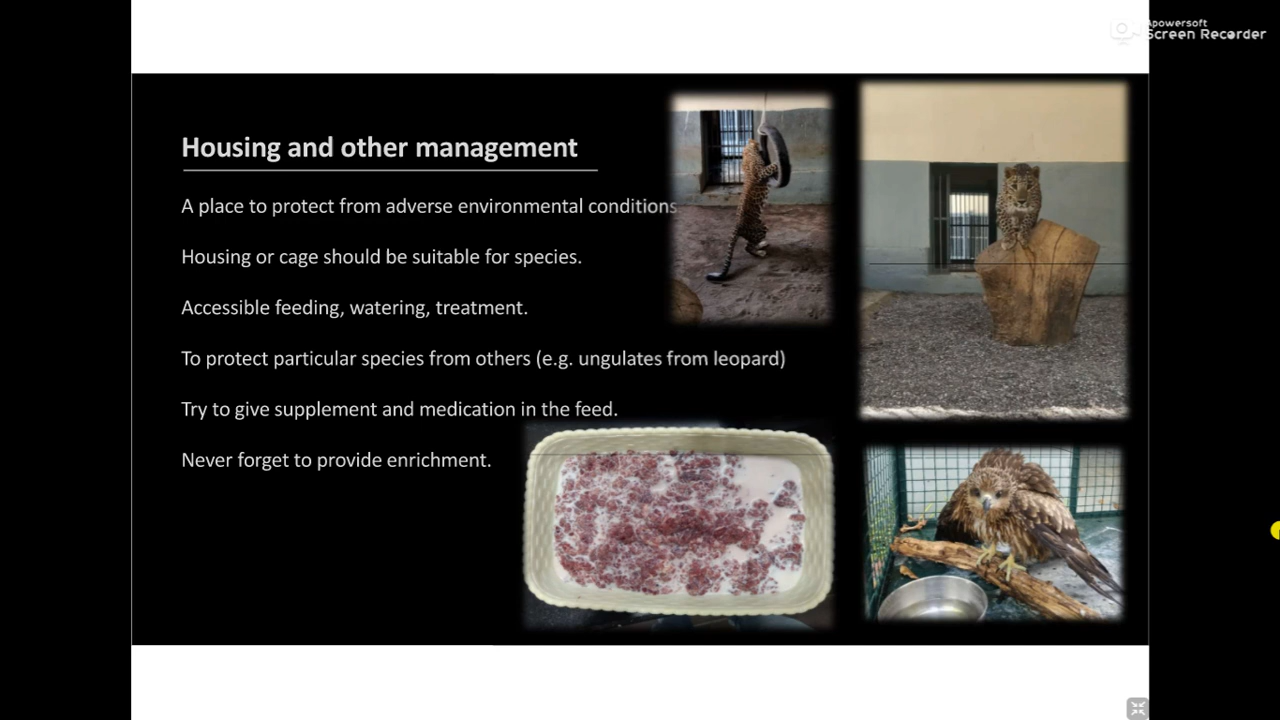 Apowersoft
Screen Recorder
Housing and other management
A place to protect from adverse environmental conditions
Housing or cage should be suitable for species.
Accessible feeding, watering, treatment.
To protect particular species from others (e.g. ungulates from leopard)
Try to give supplement and medication in the feed.
Never forget to provide enrichment.